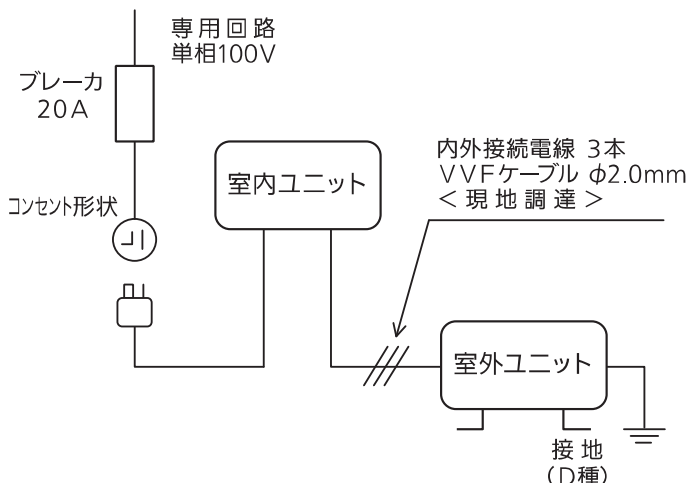 専用回路
単相100V
ブレーカ
20A
コンセント形状
室内ユニット
内外接続電線 3本
VVFケーブル φ2.0mm
<現地調達>
室外ユニット
接地
(D種)